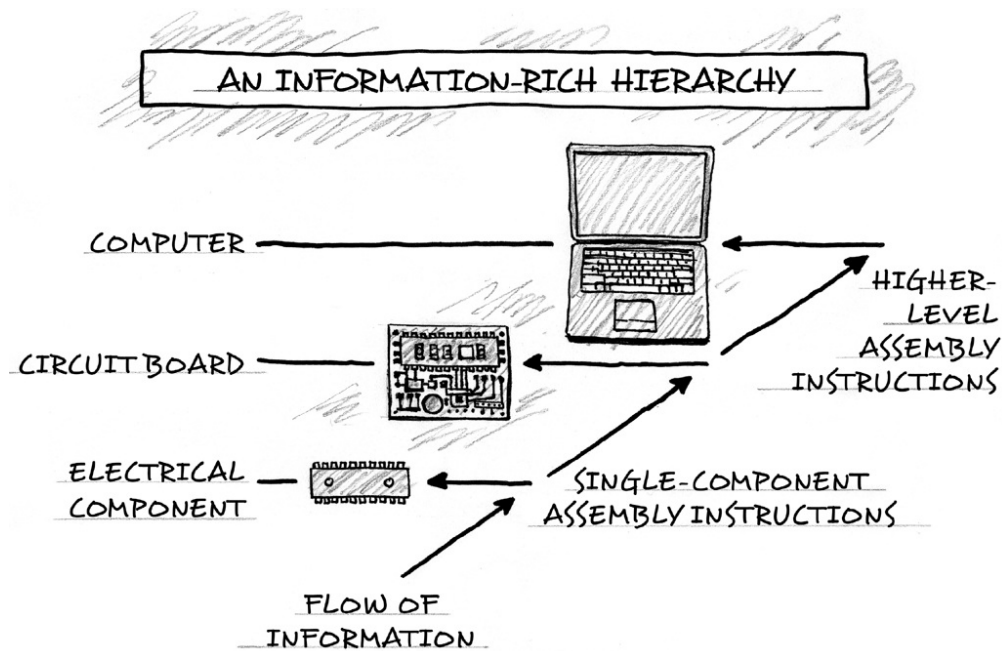 AN INFORMATION-RICH HIERARCHY
COMPUTER
HIGHER-
LEVEL
ASSEMBLY
INSTRUCTIONS
CIRCUIT BOARD
ELECTRICAL
COMPONENT
SINGLE-COMPONENT
ASSEMBLY INSTRUCTIONS
FLOW OF
INFORMATION